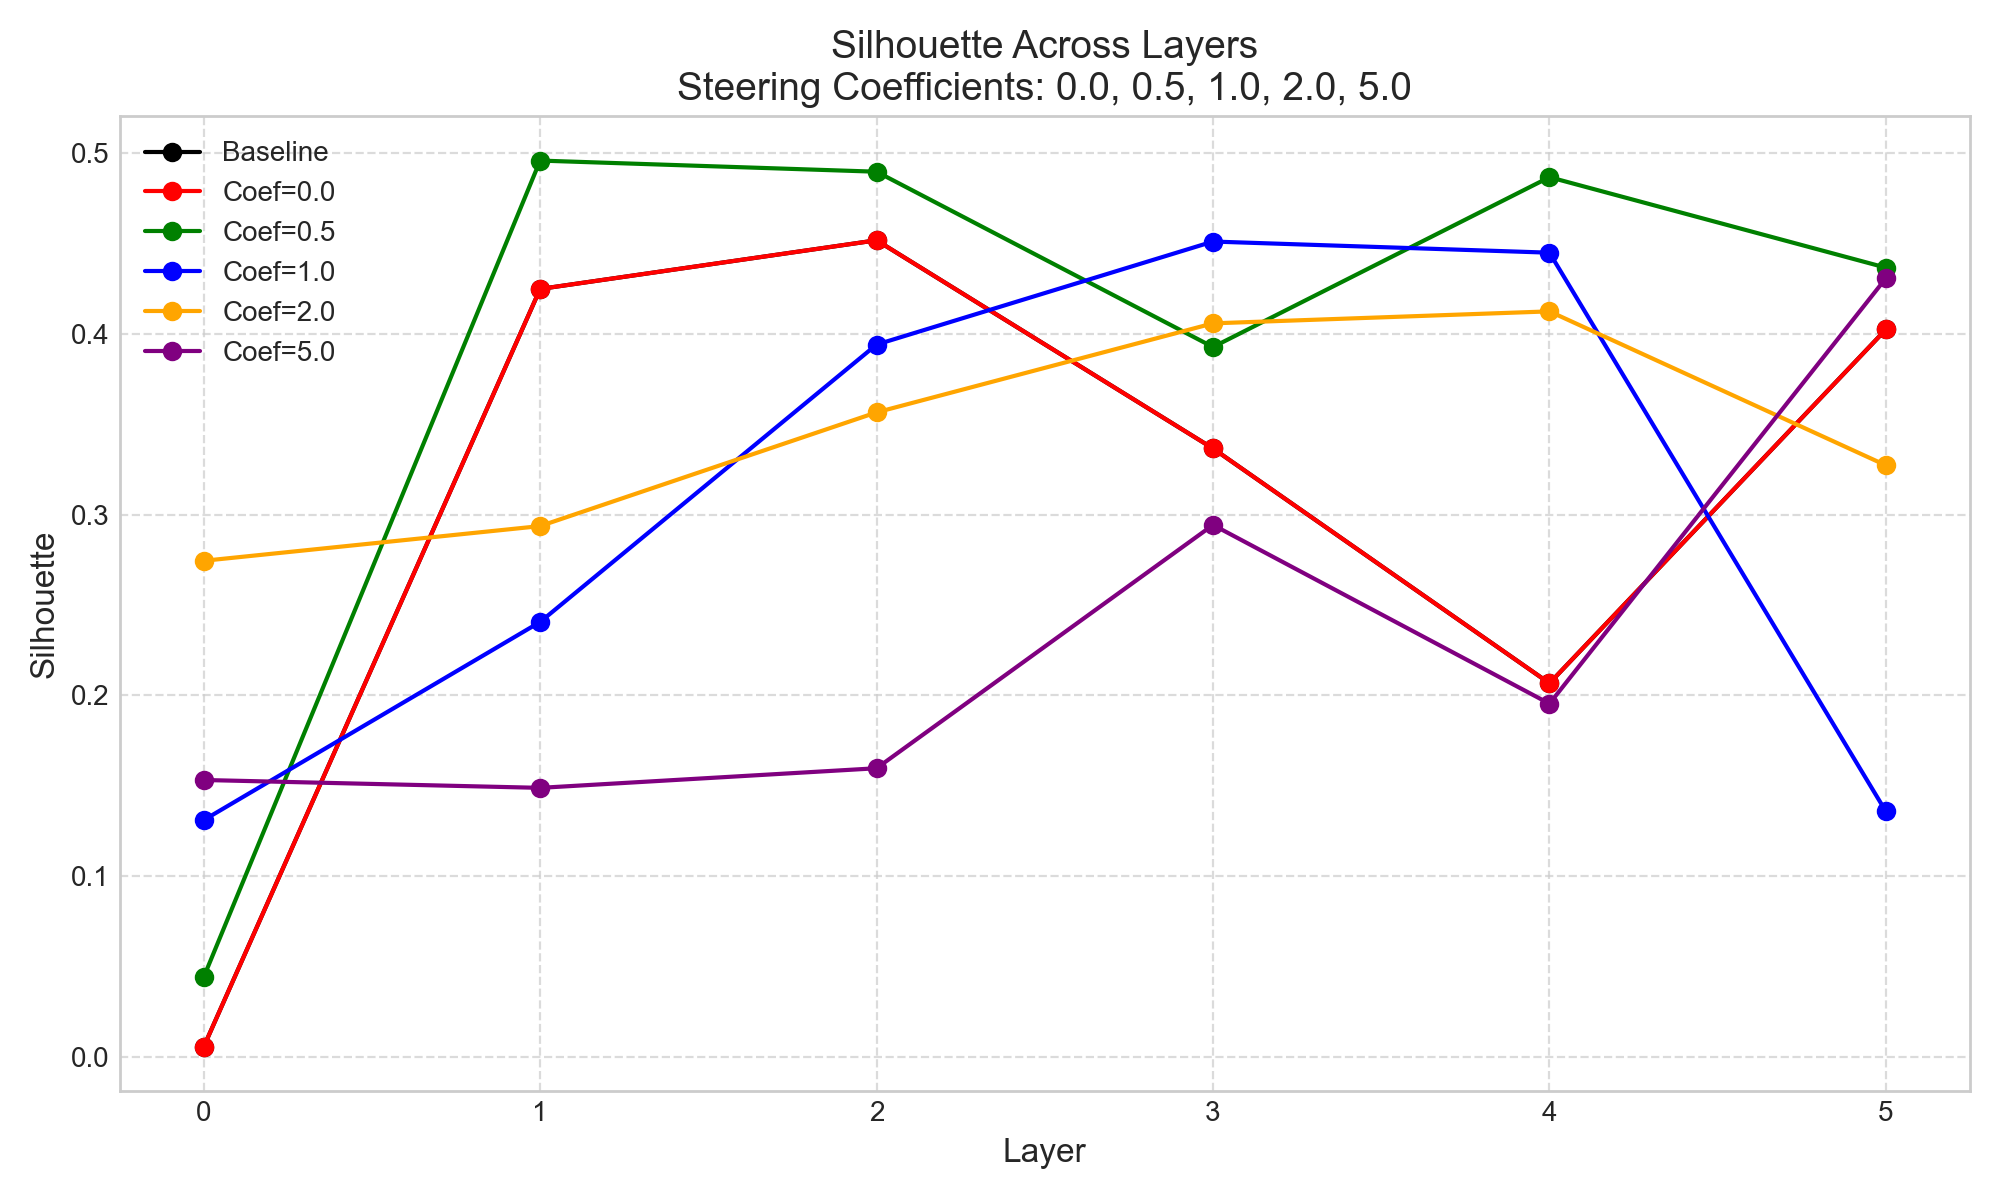 Silhouette Across Layers
Steering Coefficients: 0.0, 0.5, 1.0, 2.0, 5.0
Baseline
Coef=0.0
Coef=0.5
Coef=1.0
Coef=2.0
Coef=5.0
Silhouette
0.5
0.4
0.3
0.2
0.1
0.0
0 1 2 3 4 5
Layer